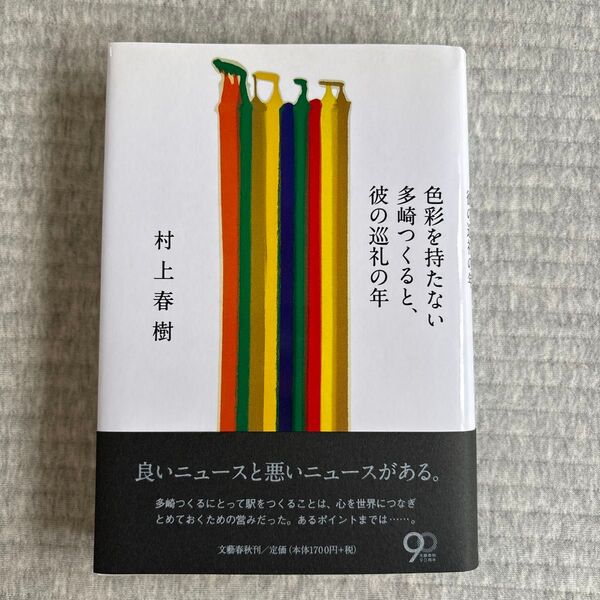 色彩を持たない
多崎つくると、
彼の巡礼の年
村上春樹
良いニュースと悪いニュースがある。
多崎つくるにとって駅をつくることは、心を世界につなぎ
とめておくための営みだった。あるポイントまでは……。
文藝春秋刊／定価（本体1700円+税）
90